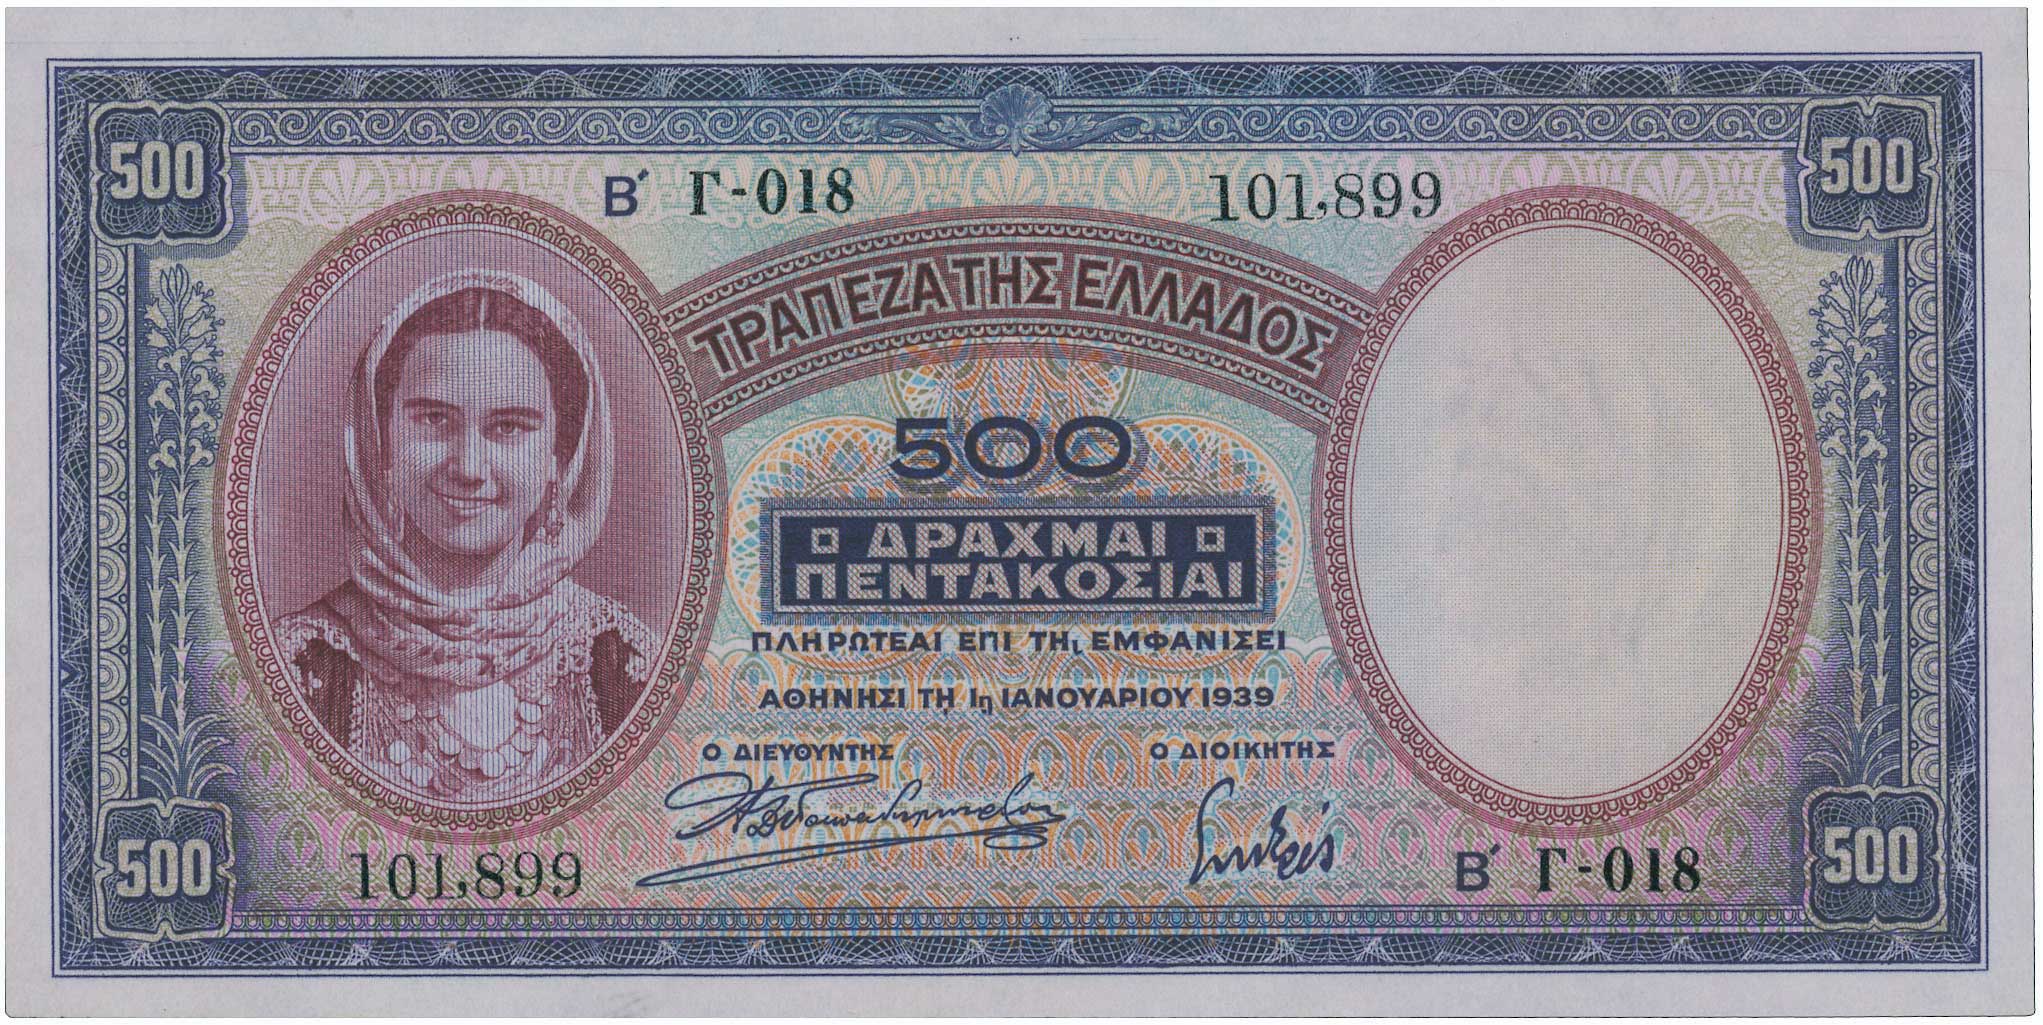 500
500
Β´ Γ-018
101,899
ΤΡΑΠΕΖΑ ΤΗΣ ΕΛΛΑΔΟΣ
500
ΔΡΑΧΜΑΙ
ΠΕΝΤΑΚΟΣΙΑΙ
ΠΛΗΡΩΤΕΑΙ ΕΠΙ ΤΗι ΕΜΦΑΝΙΣΕΙ
ΑΘΗΝΗΣΙ ΤΗι 1η ΙΑΝΟΥΑΡΙΟΥ 1939
Ο ΔΙΕΥΘΥΝΤΗΣ
Ο ΔΙΟΙΚΗΤΗΣ
101,899
Β´ Γ-018
500
500